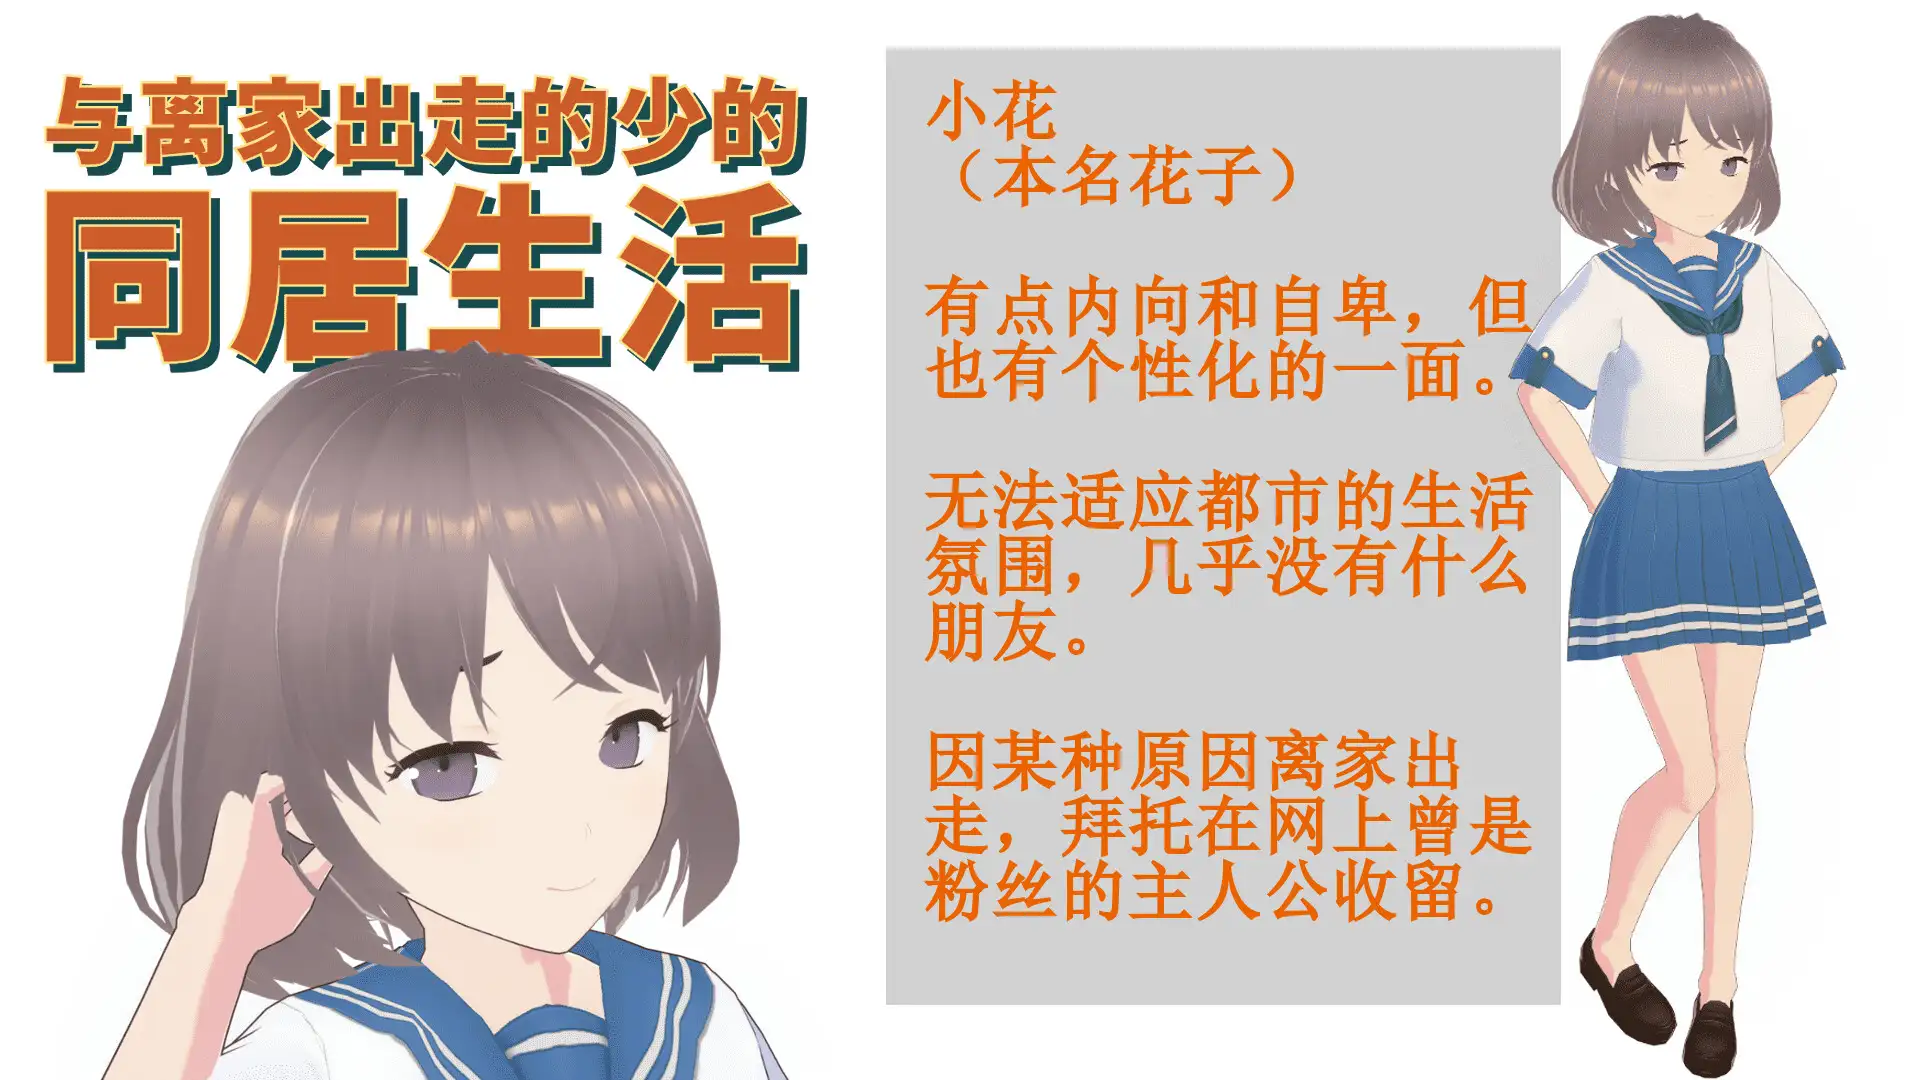 与离家出走的少的
同居生活
小花
（本名花子）
有点内向和自卑，但
也有个性化的一面。
无法适应都市的生活
氛围，几乎没有什么
朋友。
因某种原因离家出
走，拜托在网上曾是
粉丝的主人公收留。